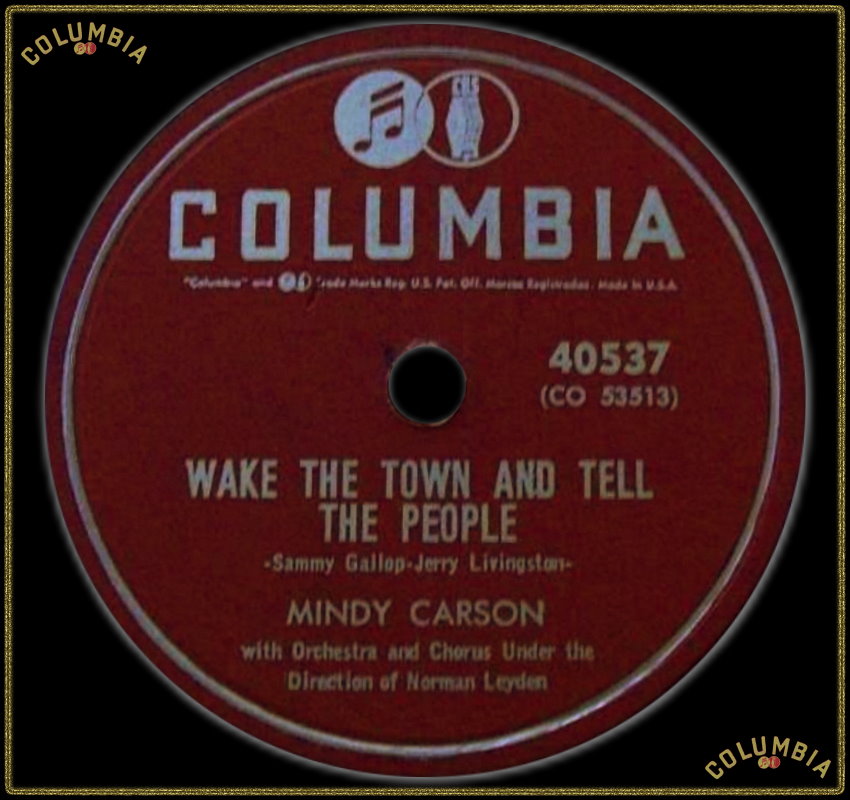 COLUMBIA
CBS
COLUMBIA
"Columbia" and Trade Marks Reg. U.S. Pat. Off. Marcas Registradas. Made in U.S.A.
40537
(CO 53513)
WAKE THE TOWN AND TELL
THE PEOPLE
-Sammy Gallop-Jerry Livingston-
MINDY CARSON
with Orchestra and Chorus Under the
Direction of Norman Leyden
COLUMBIA